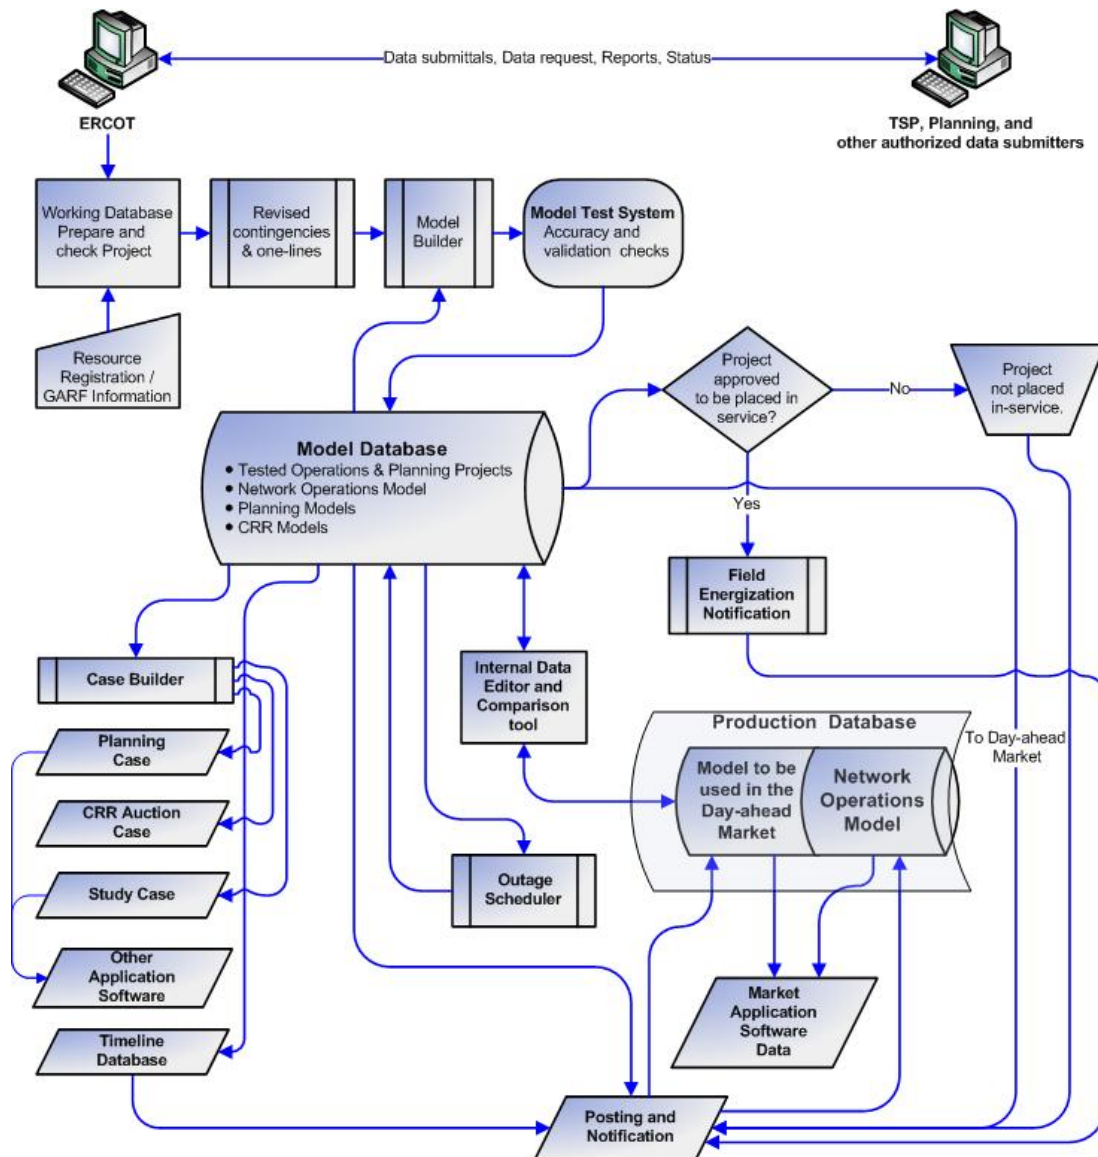 Data submittals, Data request, Reports, Status
ERCOT
TSP, Planning, and
other authorized data submitters
Working Database
Prepare and
check Project
Revised
contingencies
& one-lines
Model
Builder
Model Test System
Accuracy and
validation checks
Resource
Registration /
GARF Information
Project
approved
to be placed in
service?
No
Project
not placed
in-service.
Model Database
• Tested Operations & Planning Projects
• Network Operations Model
• Planning Models
• CRR Models
Yes
Field
Energization
Notification
Case Builder
Internal Data
Editor and
Comparison
tool
Production Database
To Day-ahead
Market
Planning
Case
Model to be
used in the
Day-ahead
Market
Network
Operations
Model
CRR Auction
Case
Study Case
Outage
Scheduler
Other
Application
Software
Market
Application
Software
Data
Timeline
Database
Posting and
Notification